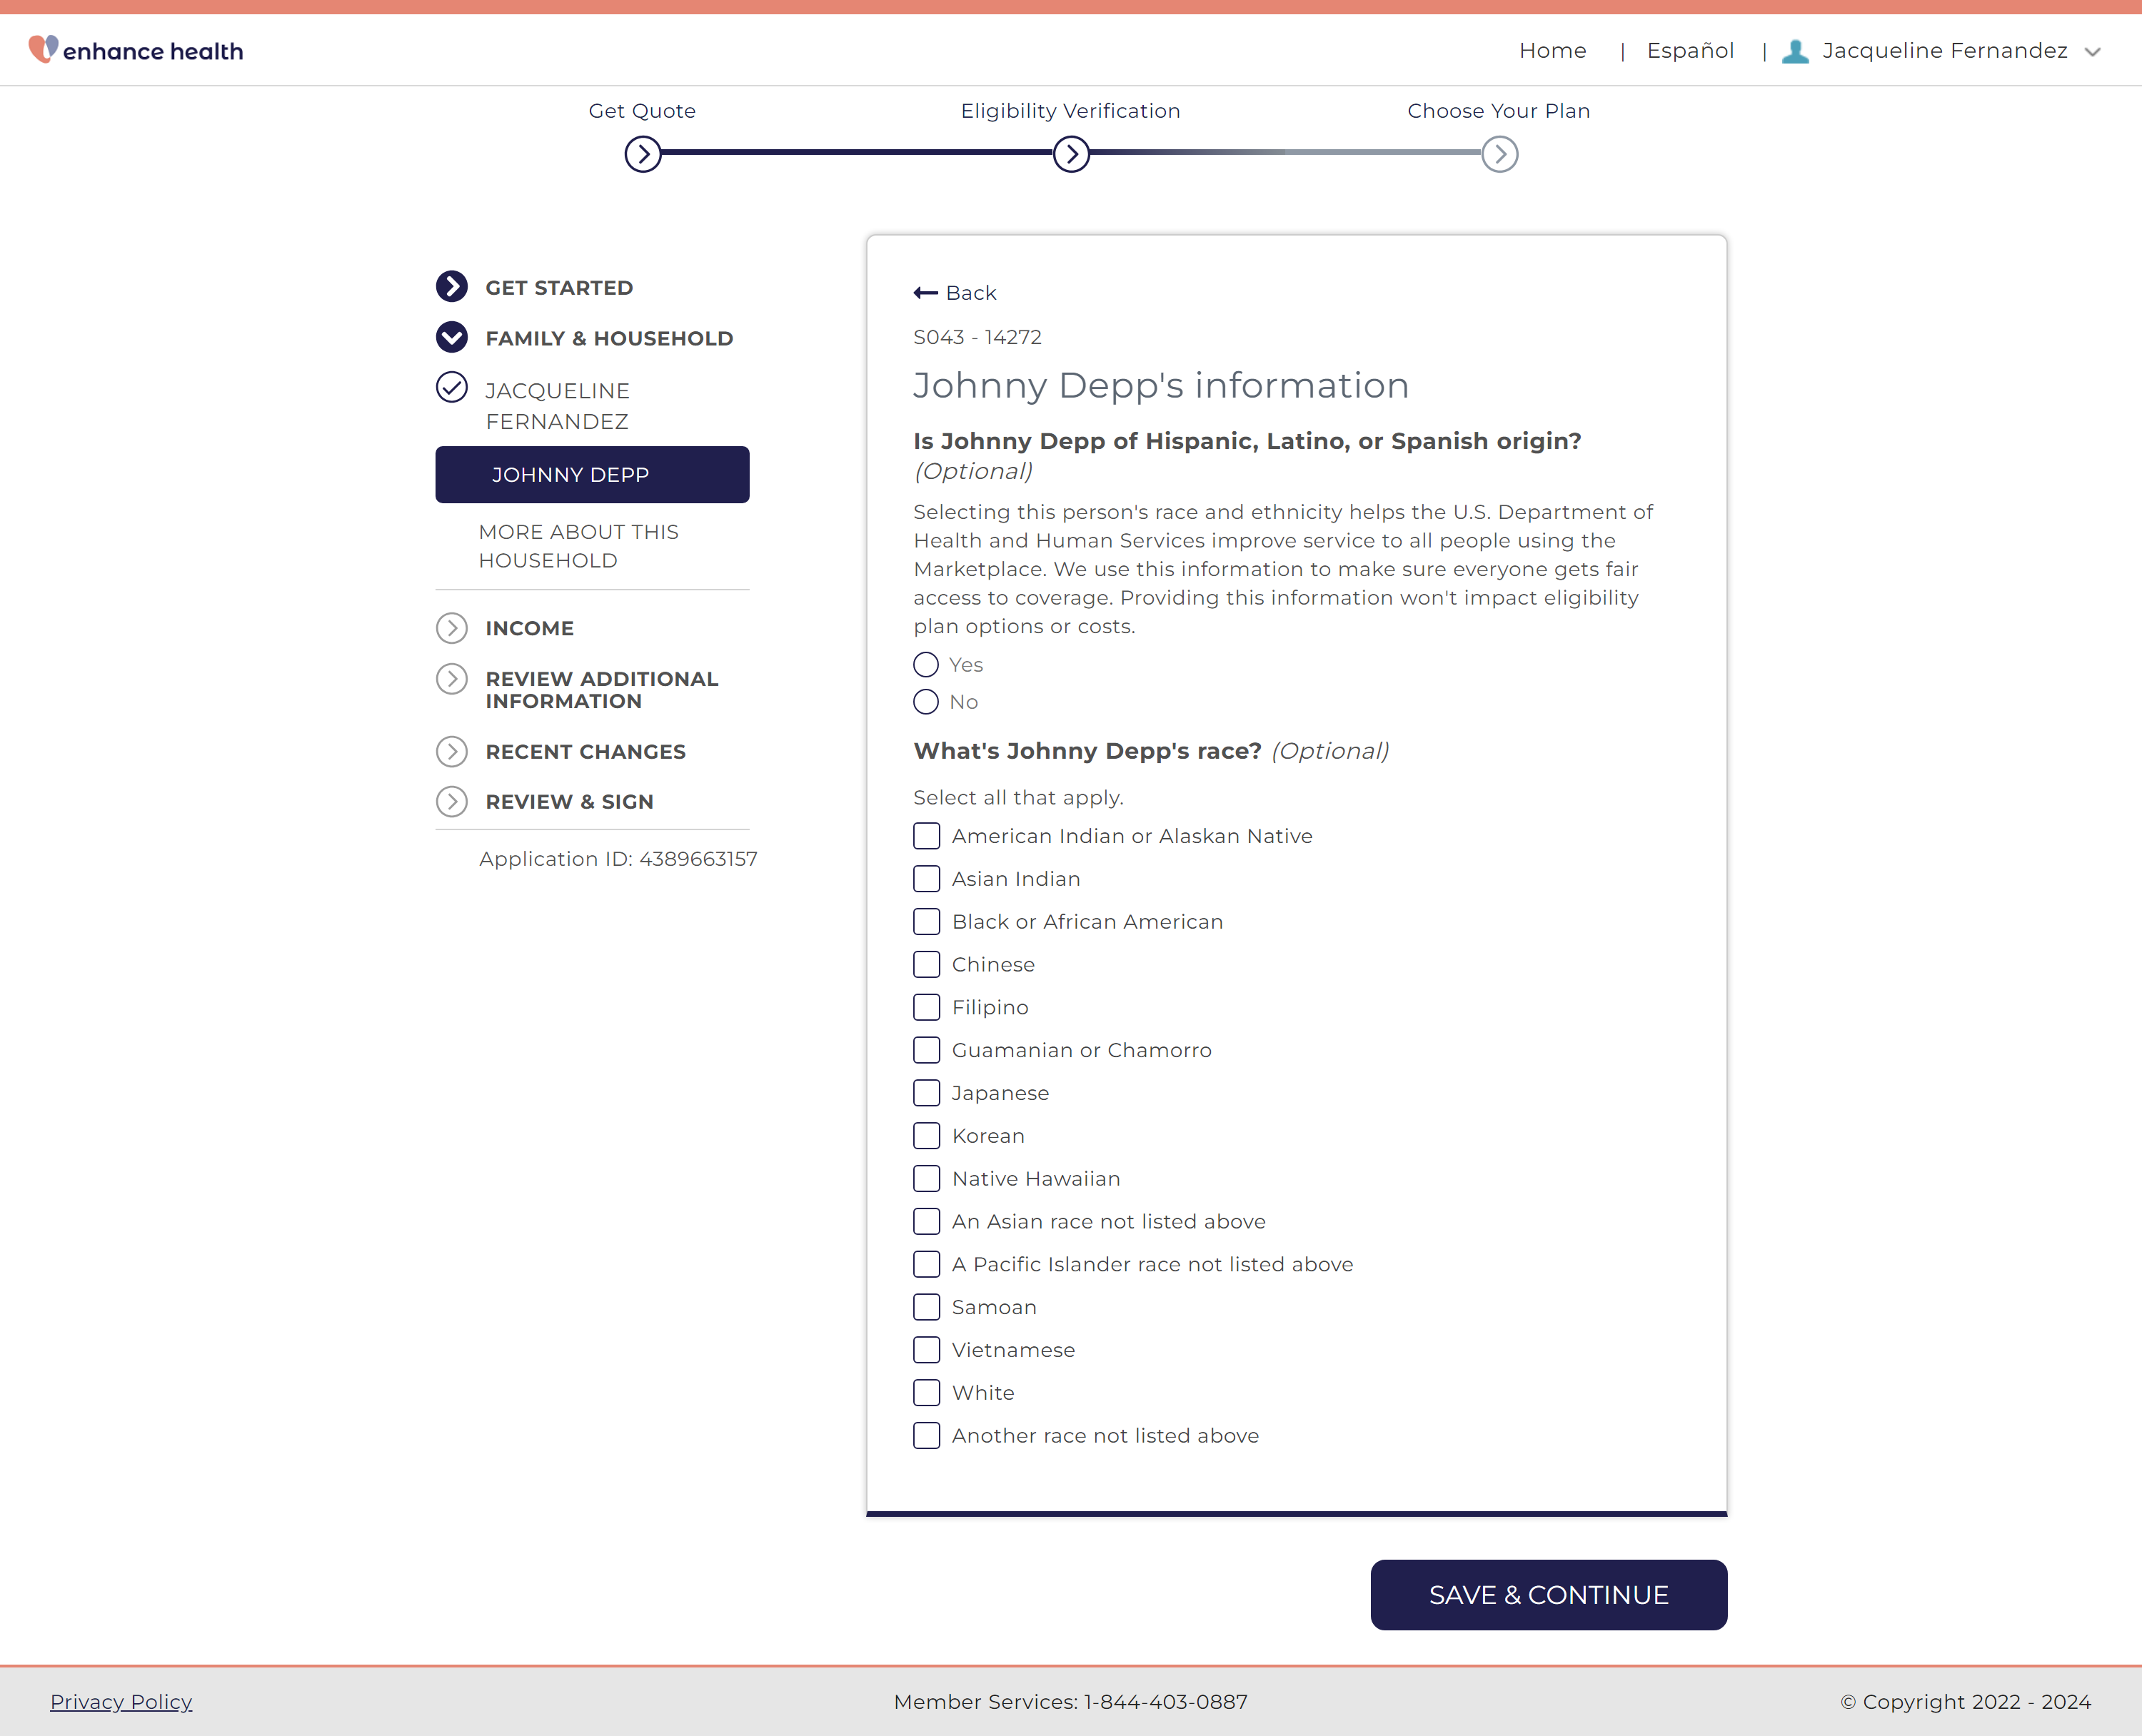 enhance health
Home | Español | Jacqueline Fernandez
Get Quote
Eligibility Verification
Choose Your Plan
GET STARTED
FAMILY & HOUSEHOLD
JACQUELINE
FERNANDEZ
JOHNNY DEPP
MORE ABOUT THIS
HOUSEHOLD
INCOME
REVIEW ADDITIONAL
INFORMATION
RECENT CHANGES
REVIEW & SIGN
Application ID: 4389663157
Back
S043 - 14272
Johnny Depp's information
Is Johnny Depp of Hispanic, Latino, or Spanish origin?
(Optional)
Selecting this person's race and ethnicity helps the U.S. Department of
Health and Human Services improve service to all people using the
Marketplace. We use this information to make sure everyone gets fair
access to coverage. Providing this information won't impact eligibility
plan options or costs.
Yes
No
What's Johnny Depp's race? (Optional)
Select all that apply.
American Indian or Alaskan Native
Asian Indian
Black or African American
Chinese
Filipino
Guamanian or Chamorro
Japanese
Korean
Native Hawaiian
An Asian race not listed above
A Pacific Islander race not listed above
Samoan
Vietnamese
White
Another race not listed above
SAVE & CONTINUE
Privacy Policy
Member Services: 1-844-403-0887
© Copyright 2022 - 2024